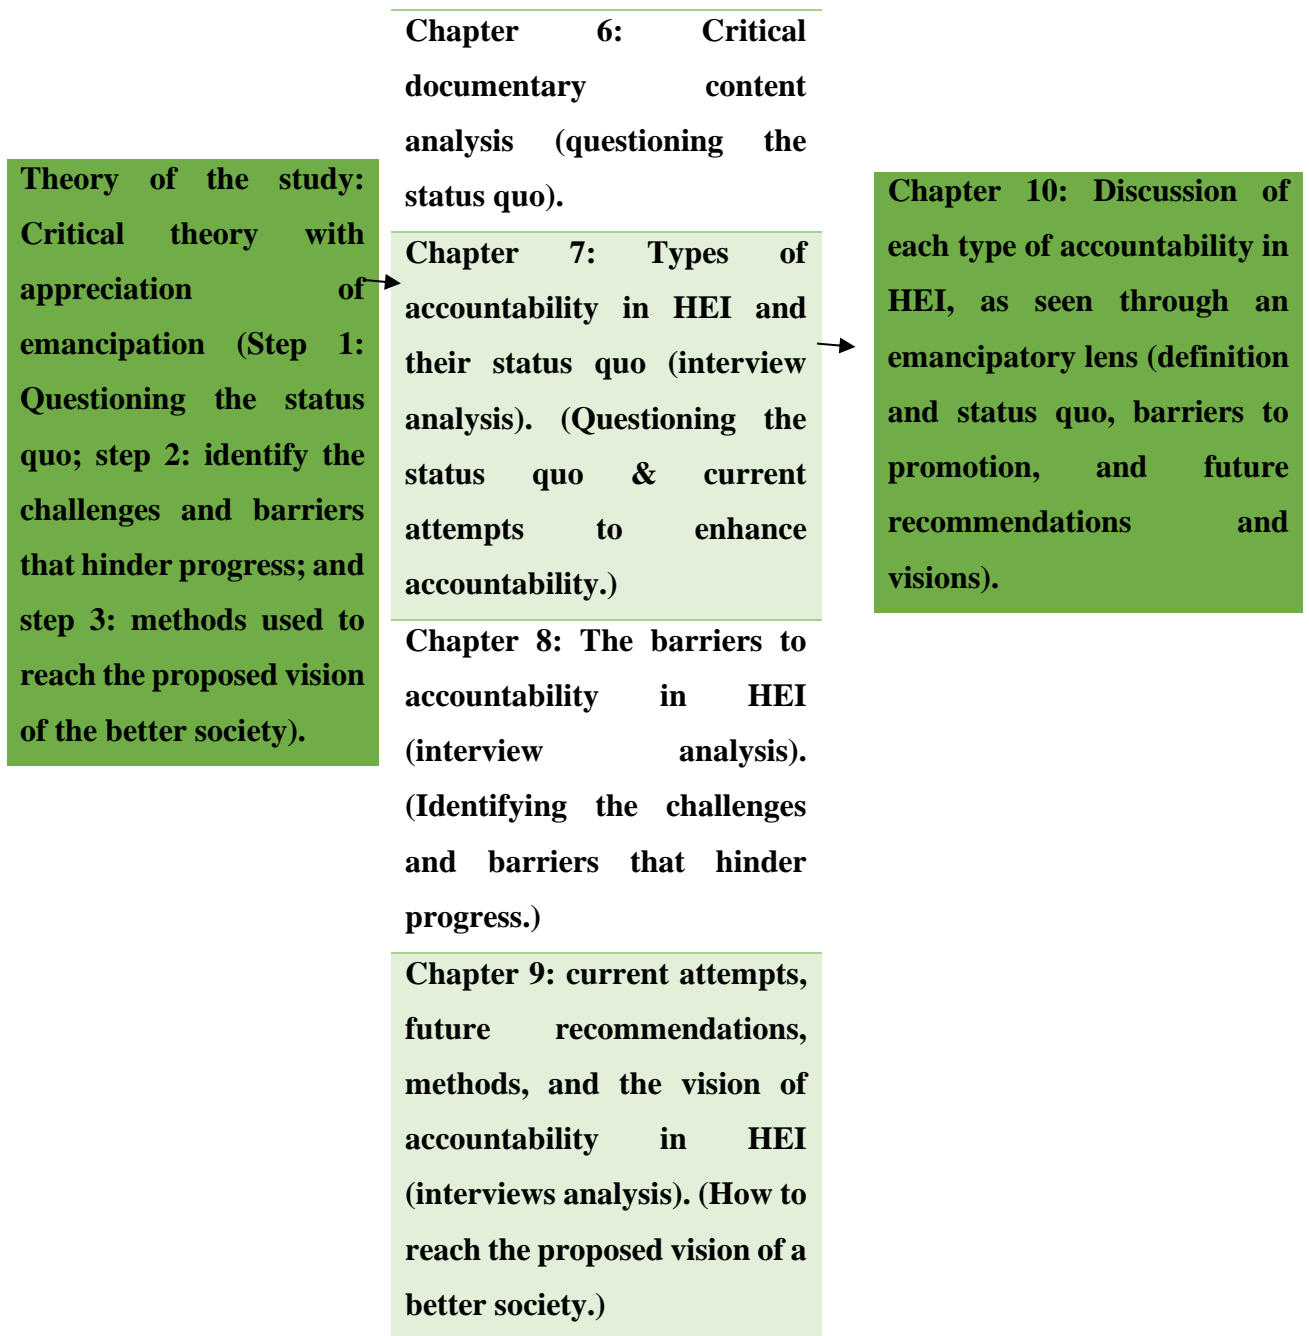 Theory of the study:
Critical theory with
appreciation of
emancipation (Step 1:
Questioning the status
quo; step 2: identify the
challenges and barriers
that hinder progress; and
step 3: methods used to
reach the proposed vision
of the better society).
Chapter 6: Critical
documentary content
analysis (questioning the
status quo).
Chapter 7: Types of
accountability in HEI and
their status quo (interview
analysis). (Questioning the
status quo & current
attempts to enhance
accountability.)
Chapter 8: The barriers to
accountability in HEI
(interview analysis).
(Identifying the challenges
and barriers that hinder
progress.)
Chapter 9: current attempts,
future recommendations,
methods, and the vision of
accountability in HEI
(interviews analysis). (How to
reach the proposed vision of a
better society.)
Chapter 10: Discussion of
each type of accountability in
HEI, as seen through an
emancipatory lens (definition
and status quo, barriers to
promotion, and future
recommendations and
visions).